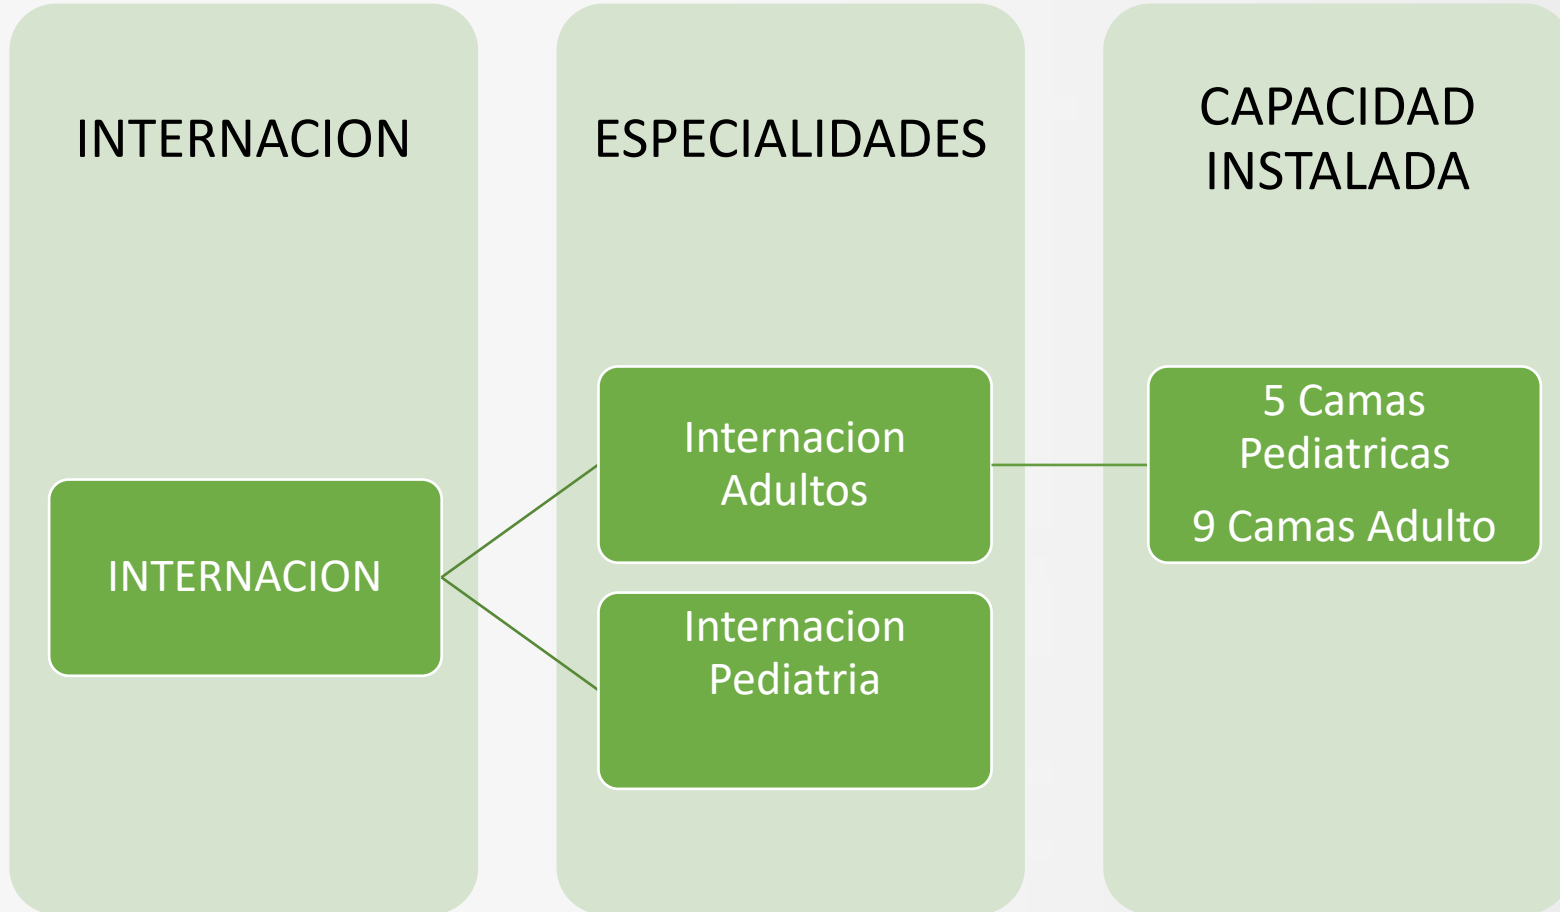 INTERNACION
ESPECIALIDADES
CAPACIDAD
INSTALADA
INTERNACION
Internacion
Adultos
Internacion
Pediatria
5 Camas
Pediatricas
9 Camas Adulto